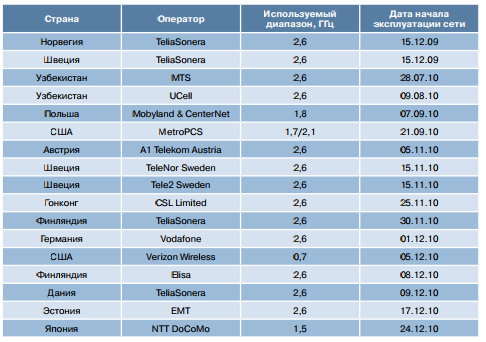 Страна Оператор Используемый диапазон, ГГц Дата начала эксплуатации сети
Норвегия TeliaSonera 2,6 15.12.09
Швеция TeliaSonera 2,6 15.12.09
Узбекистан MTS 2,6 28.07.10
Узбекистан UCell 2,6 09.08.10
Польша Mobyland & CenterNet 1,8 07.09.10
США MetroPCS 1,7/2,1 21.09.10
Австрия A1 Telekom Austria 2,6 05.11.10
Швеция TeleNor Sweden 2,6 15.11.10
Швеция Tele2 Sweden 2,6 15.11.10
Гонконг CSL Limited 2,6 25.11.10
Финляндия TeliaSonera 2,6 30.11.10
Германия Vodafone 2,6 01.12.10
США Verizon Wireless 0,7 05.12.10
Финляндия Elisa 2,6 08.12.10
Дания TeliaSonera 2,6 09.12.10
Эстония EMT 2,6 17.12.10
Япония NTT DoCoMo 1,5 24.12.10